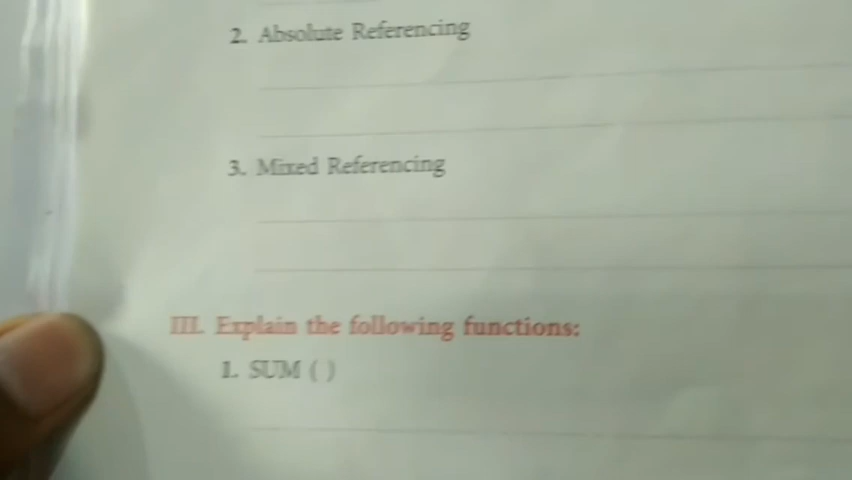 2. Absolute Referencing
3. Mixed Referencing
III. Explain the following functions:
1. SUM ( )